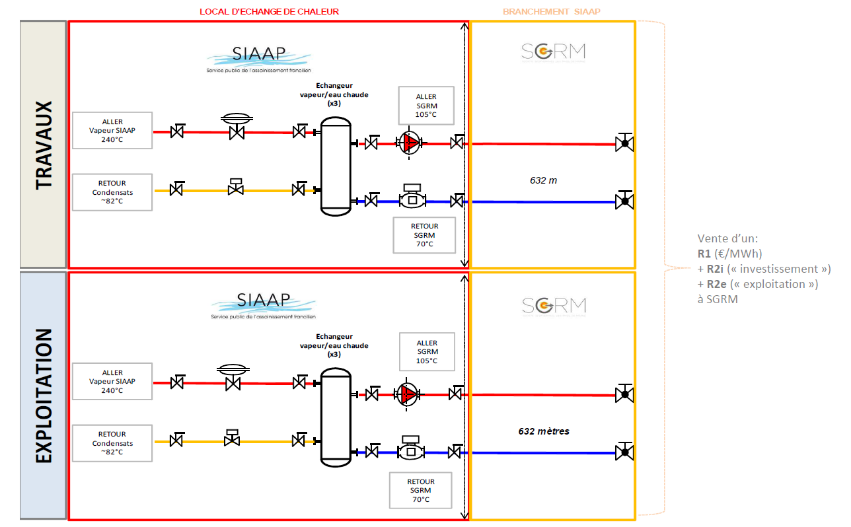 LOCAL D'ECHANGE DE CHALEUR
BRANCHEMENT SIAAP
TRAVAUX
SIAAP
Service public de l'assainissement francilien
SGRM
Echangeur
vapeur/eau chaude
(x3)
ALLER
SGRM
105°C
ALLER
Vapeur SIAAP
240°C
RETOUR
Condensats
~82°C
632 m
RETOUR
SGRM
70°C
EXPLOITATION
SIAAP
Service public de l'assainissement francilien
SGRM
Echangeur
vapeur/eau chaude
(x3)
ALLER
SGRM
105°C
ALLER
Vapeur SIAAP
240°C
RETOUR
Condensats
~82°C
632 mètres
RETOUR
SGRM
70°C
Vente d'un:
R1 (€/MWh)
+ R2i (« investissement »)
+ R2e (« exploitation »)
à SGRM